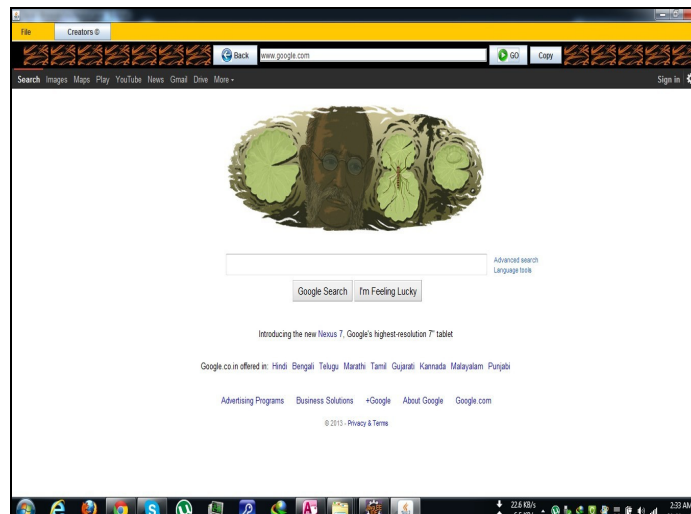 File Creators ©
Back www.google.com GO Copy
Search Images Maps Play YouTube News Gmail Drive More Sign in
Advanced search
Language tools
Google Search I'm Feeling Lucky
Introducing the new Nexus 7, Google's highest-resolution 7" tablet
Google.co.in offered in: Hindi Bengali Telugu Marathi Tamil Gujarati Kannada Malayalam Punjabi
Advertising Programs Business Solutions +Google About Google Google.com
© 2013 - Privacy & Terms
22.6 KB/s 2:33 AM